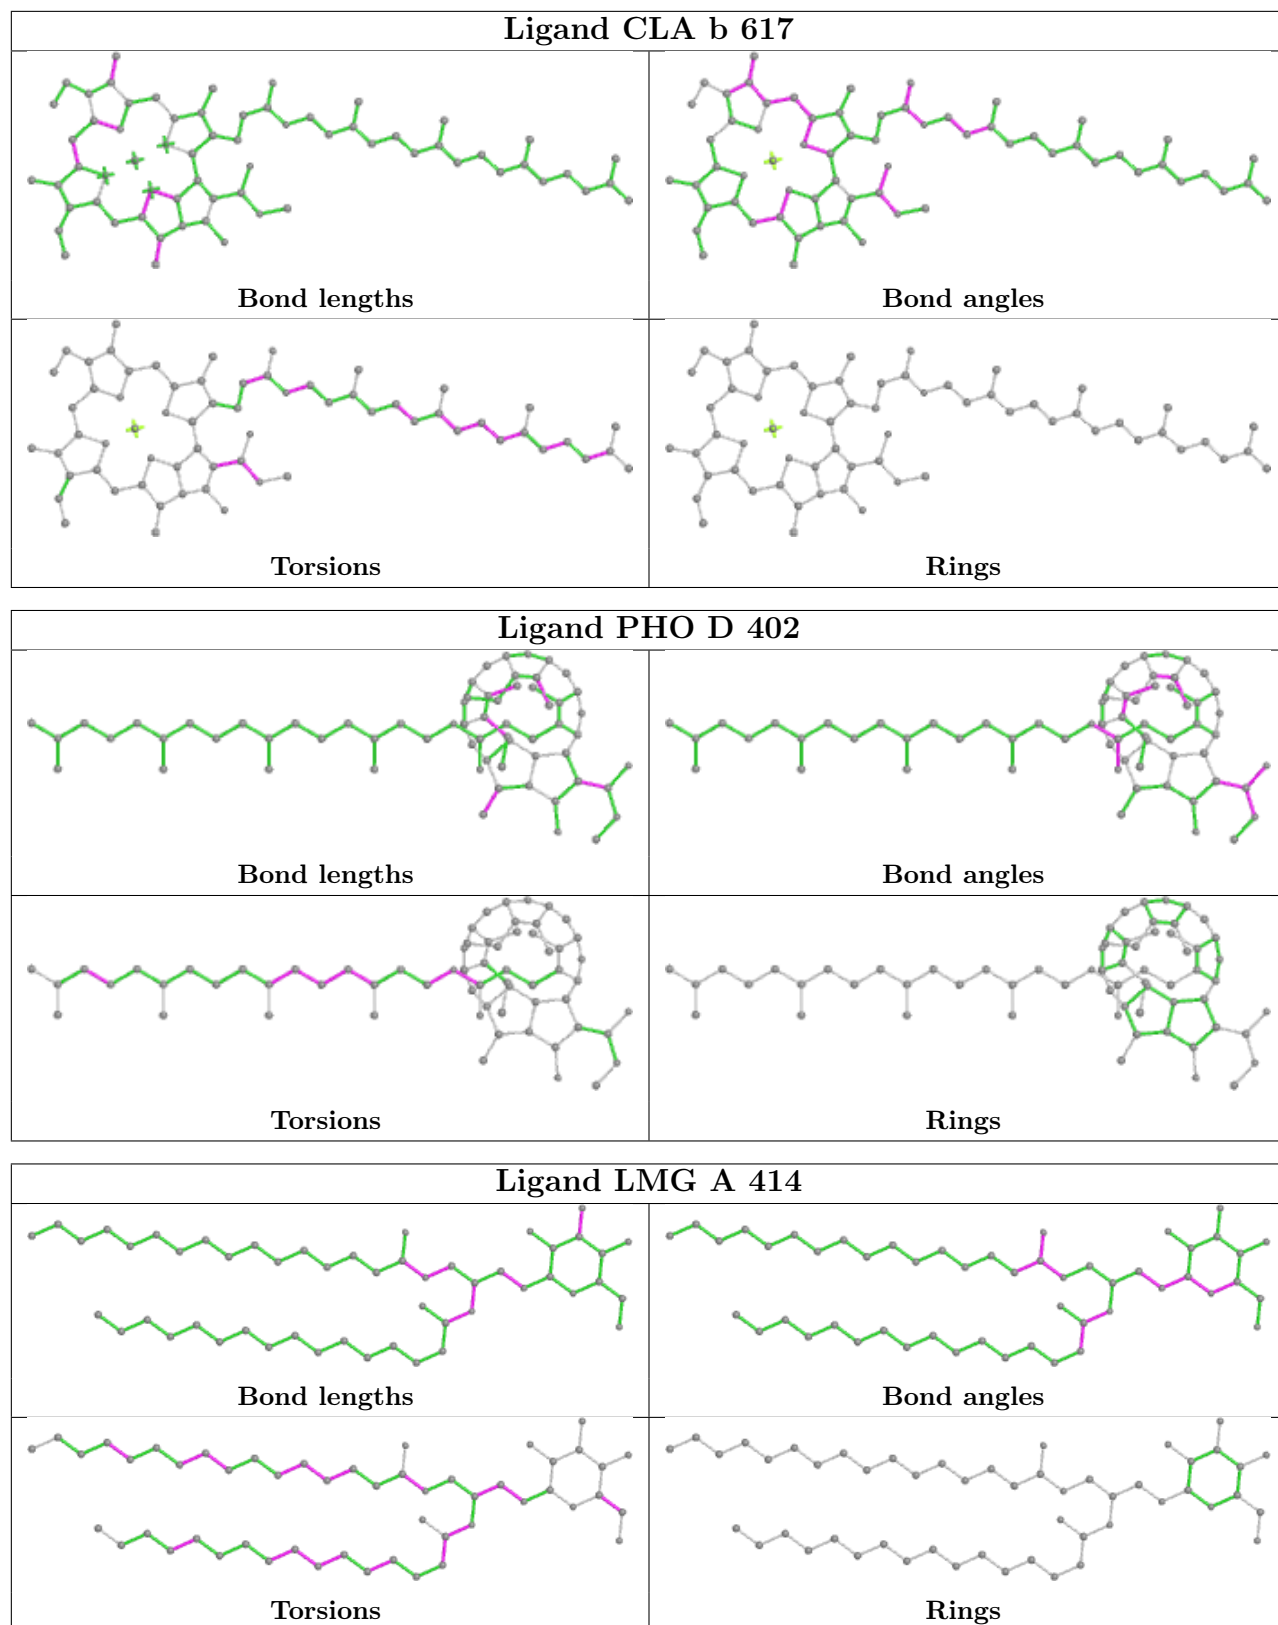 Ligand CLA b 617
Bond lengths
Bond angles
Torsions
Rings
Ligand PHO D 402
Bond lengths
Bond angles
Torsions
Rings
Ligand LMG A 414
Bond lengths
Bond angles
Torsions
Rings